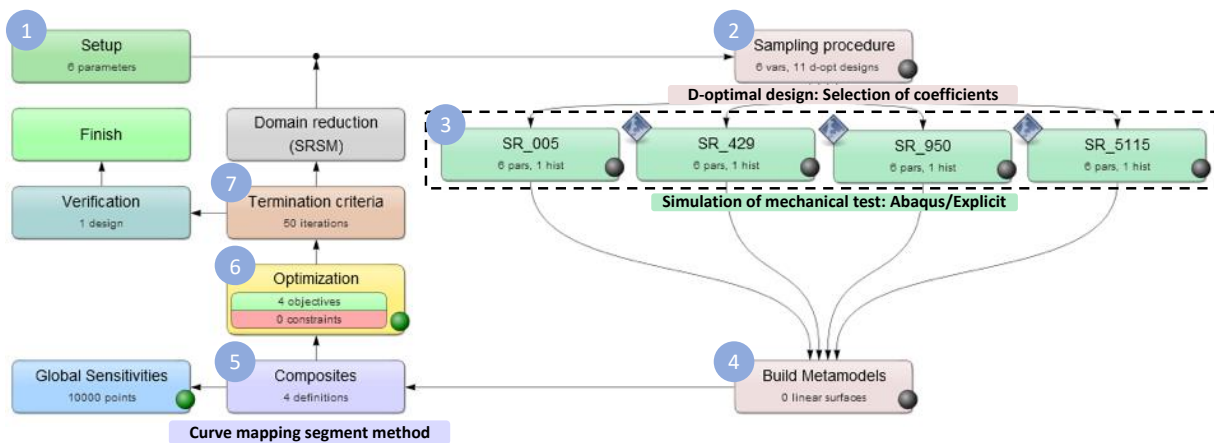 1
Setup
6 parameters
2
Sampling procedure
6 vars, 11 d-opt designs
D-optimal design: Selection of coefficients
Finish
Domain reduction
(SRSM)
3
SR_005
6 pars, 1 hist
SR_429
6 pars, 1 hist
SR_950
6 pars, 1 hist
SR_5115
6 pars, 1 hist
Simulation of mechanical test: Abaqus/Explicit
Verification
1 design
7
Termination criteria
50 iterations
6
Optimization
4 objectives
0 constraints
Global Sensitivities
10000 points
5
Composites
4 definitions
Curve mapping segment method
4
Build Metamodels
0 linear surfaces